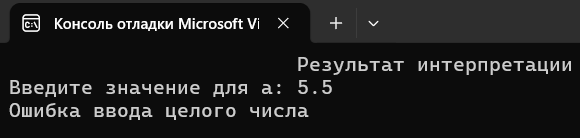 Консоль отладки Microsoft Vi
Результат интерпретации
Введите значение для a: 5.5
Ошибка ввода целого числа